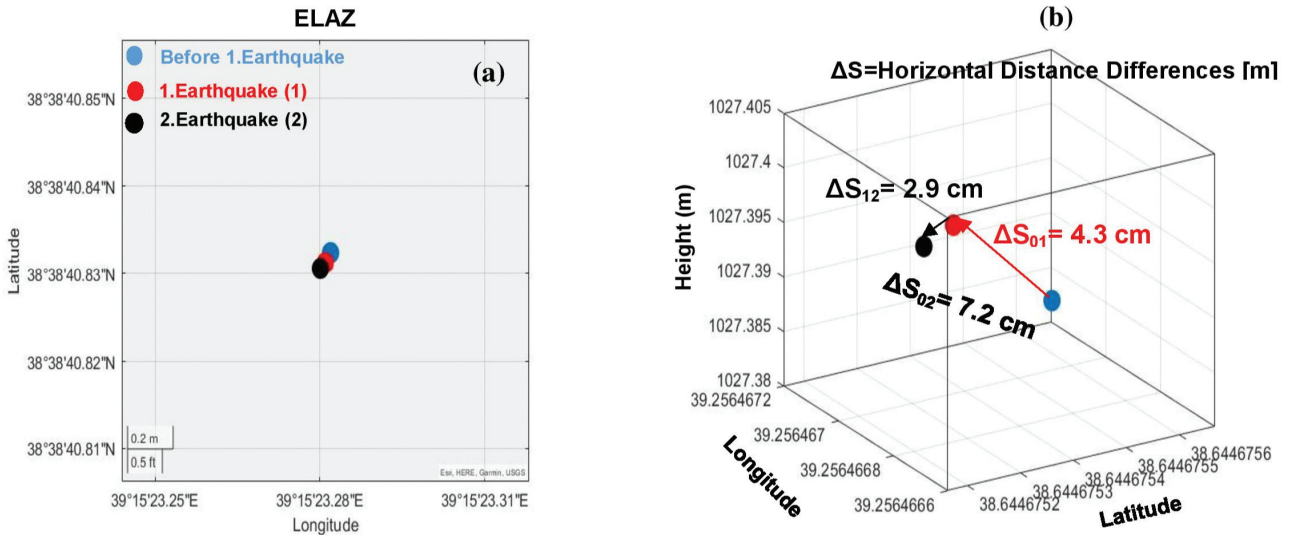 ELAZ
(a)
Before 1.Earthquake
1.Earthquake (1)
2.Earthquake (2)
38°38'40.85"N
38°38'40.84"N
38°38'40.83"N
38°38'40.82"N
38°38'40.81"N
Latitude
0.2 m
0.5 ft
Esri, HERE, Garmin, USGS
39°15'23.25"E
39°15'23.28"E
39°15'23.31"E
Longitude
(b)
ΔS=Horizontal Distance Differences [m]
1027.405
1027.4
1027.395
1027.39
1027.385
1027.38
Height (m)
ΔS12= 2.9 cm
ΔS01= 4.3 cm
ΔS02= 7.2 cm
39.2564672
39.256467
39.2564668
39.2564666
Longitude
38.6446756
38.6446755
38.6446754
38.6446753
38.6446752
Latitude